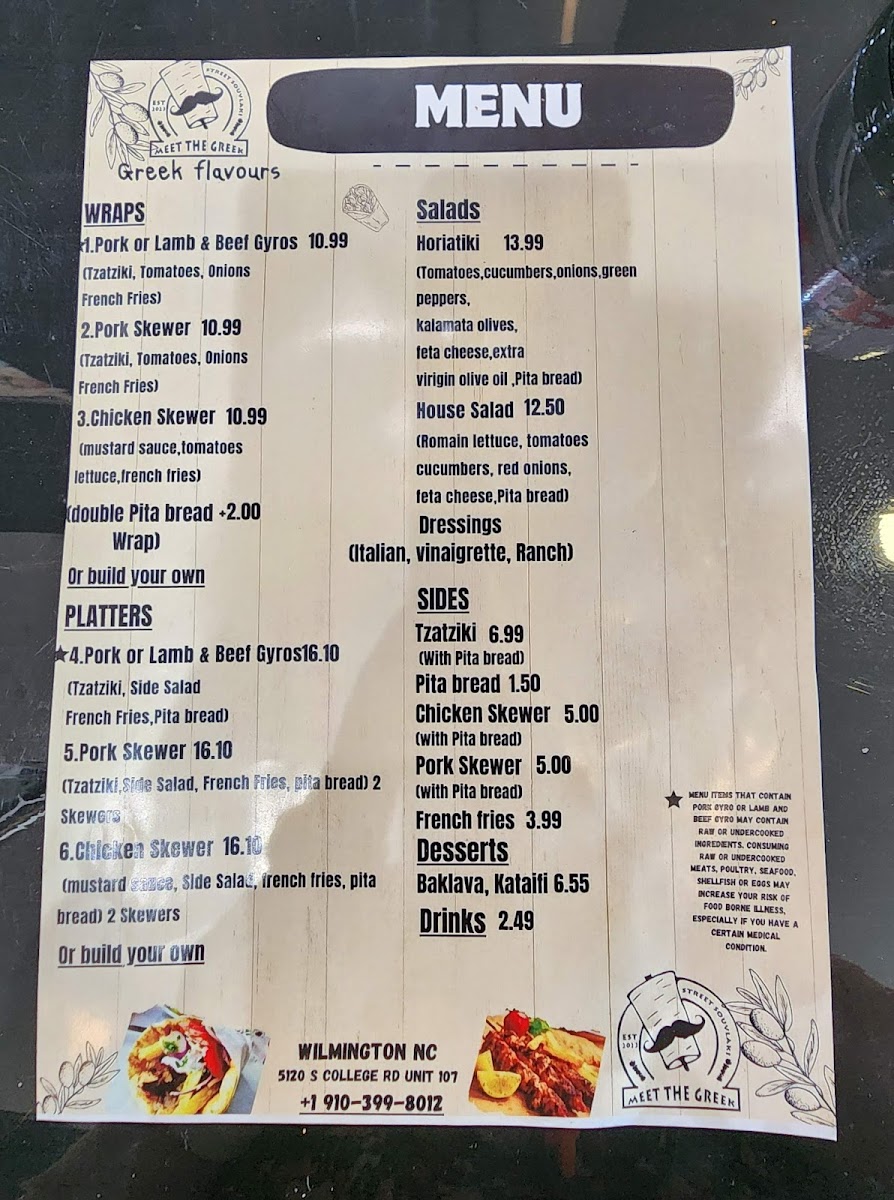 STREET SOUVLAKI
EST
2013
MEET THE GREEK
Greek flavours
MENU
WRAPS
1.Pork or Lamb & Beef Gyros 10.99
(Tzatziki, Tomatoes, Onions
French Fries)
2.Pork Skewer 10.99
(Tzatziki, Tomatoes, Onions
French Fries)
3.Chicken Skewer 10.99
(mustard sauce,tomatoes
lettuce,french fries)
(double Pita bread +2.00
Wrap)
Or build your own
PLATTERS
★4.Pork or Lamb & Beef Gyros16.10
(Tzatziki, Side Salad
French Fries,Pita bread)
5.Pork Skewer 16.10
(Tzatziki,Side Salad, French Fries, pita bread) 2
Skewers
6.Chicken Skewer 16.10
(mustard sauce, Side Salad, french fries, pita
bread) 2 Skewers
Or build your own
Salads
Horiatiki 13.99
(Tomatoes,cucumbers,onions,green
peppers,
kalamata olives,
feta cheese,extra
virigin olive oil ,Pita bread)
House Salad 12.50
(Romain lettuce, tomatoes
cucumbers, red onions,
feta cheese,Pita bread)
Dressings
(Italian, vinaigrette, Ranch)
SIDES
Tzatziki 6.99
(With Pita bread)
Pita bread 1.50
Chicken Skewer 5.00
(with Pita bread)
Pork Skewer 5.00
(with Pita bread)
French fries 3.99
Desserts
Baklava, Kataifi 6.55
Drinks 2.49
★ MENU ITEMS THAT CONTAIN
PORK GYRO OR LAMB AND
BEEF GYRO MAY CONTAIN
RAW OR UNDERCOOKED
INGREDIENTS. CONSUMING
RAW OR UNDERCOOKED
MEATS, POULTRY, SEAFOOD,
SHELLFISH OR EGGS MAY
INCREASE YOUR RISK OF
FOOD BORNE ILLNESS,
ESPECIALLY IF YOU HAVE A
CERTAIN MEDICAL
CONDITION.
WILMINGTON NC
5120 S COLLEGE RD UNIT 107
+1 910-399-8012
STREET SOUVLAKI
EST
2013
MEET THE GREEK